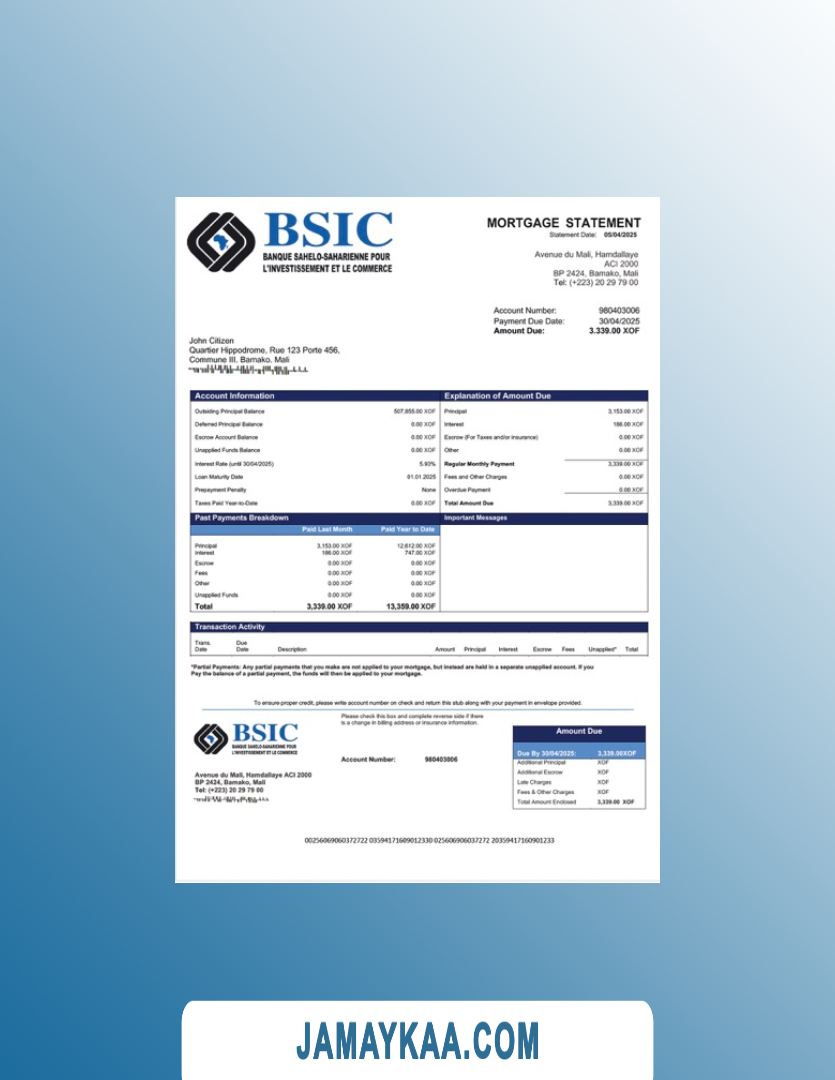 BSIC
BANQUE SAHELO-SAHARIENNE POUR
L'INVESTISSEMENT ET LE COMMERCE
MORTGAGE STATEMENT
Statement Date: 05/04/2025
Avenue du Mali, Hamdallaye
ACI 2000
BP 2424, Bamako, Mali
Tel: (+223) 20 29 79 00
Account Number: 980403006
Payment Due Date: 30/04/2025
Amount Due: 3.339.00 XOF
John Citizen
Quartier Hippodrome, Rue 123 Porte 456,
Commune III. Bamako. Mali
Account Information
Outsiding Principal Balance 507,855.00 XOF
Deferred Principal Balance 0.00 XOF
Escrow Account Balance 0.00 XOF
Unapplied Funds Balance 0.00 XOF
Interest Rate (until 30/04/2025) 5.93%
Loan Maturity Date 01.01.2025
Prepayment Penalty None
Taxes Paid Year-to-Date 0.00 XOF
Explanation of Amount Due
Principal 3,153.00 XOF
Interest 186.00 XOF
Escrow (For Taxes and/or insurance) 0.00 XOF
Other 0.00 XOF
Regular Monthly Payment 3,339.00 XOF
Fees and Other Charges 0.00 XOF
Overdue Payment 0.00 XOF
Total Amount Due 3,339.00 XOF
Past Payments Breakdown
Paid Last Month Paid Year to Date
Principal 3,153.00 XOF 12,612.00 XOF
Interest 186.00 XOF 747.00 XOF
Escrow 0.00 XOF 0.00 XOF
Fees 0.00 XOF 0.00 XOF
Other 0.00 XOF 0.00 XOF
Unapplied Funds 0.00 XOF 0.00 XOF
Total 3,339.00 XOF 13,359.00 XOF
Important Messages
Transaction Activity
Trans. Due
Date Date Description Amount Principal Interest Escrow Fees Unapplied* Total
*Partial Payments: Any partial payments that you make are not applied to your mortgage, but instead are held in a separate unapplied account. If you
Pay the balance of a partial payment, the funds will then be applied to your mortgage.
To ensure proper credit, please write account number on check and return this stub along with your payment in envelope provided.
BSIC
BANQUE SAHELO-SAHARIENNE POUR
L'INVESTISSEMENT ET LE COMMERCE
Please check this box and complete reverse side if there
is a change in billing address or insurance information.
Account Number: 980403006
Avenue du Mali, Hamdallaye ACI 2000
BP 2424, Bamako, Mali
Tel: (+223) 20 29 79 00
Amount Due
Due By 30/04/2025: 3,339.00XOF
Additional Principal XOF
Additional Escrow XOF
Late Charges XOF
Fees & Other Charges XOF
Total Amount Enclosed 3,339.00 XOF
00256069060372722 03594171609012330 025606906037272 20359417160901233
JAMAYKAA.COM